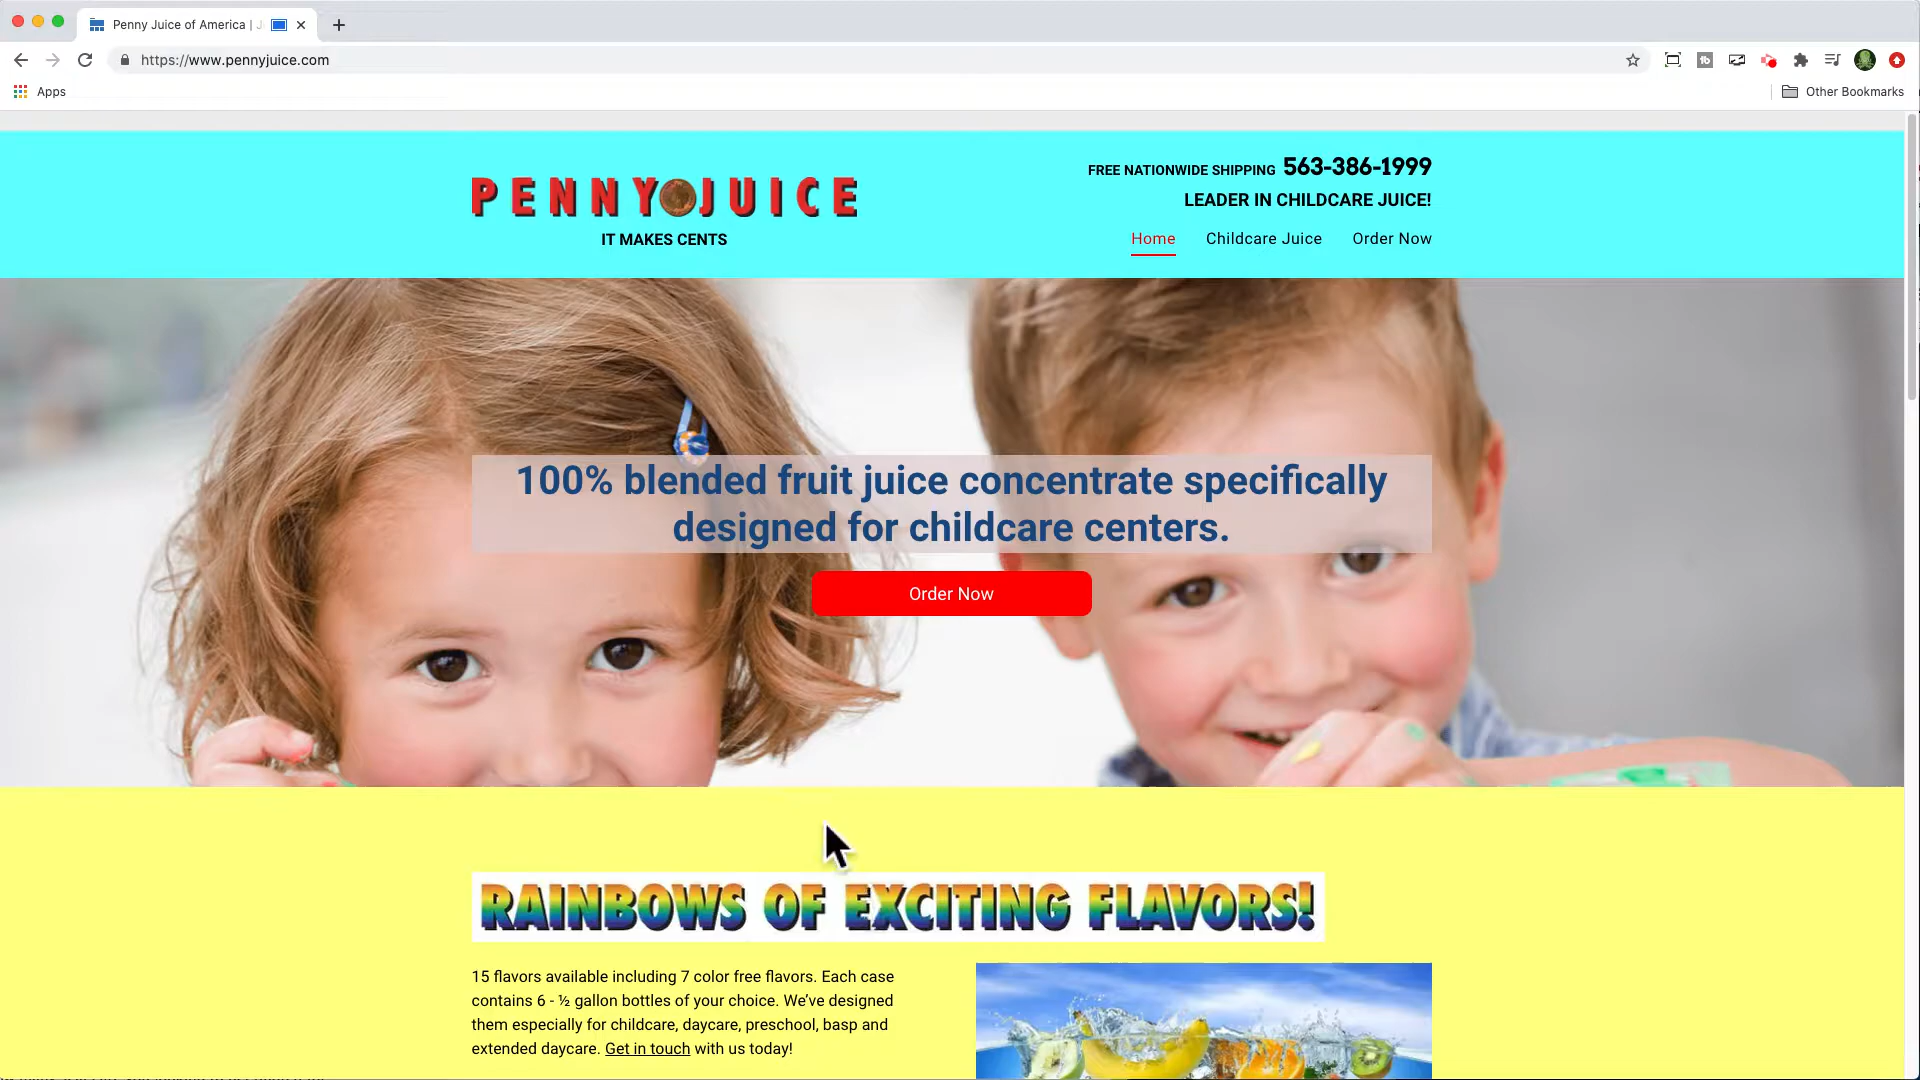 Penny Juice of America | J
https://www.pennyjuice.com
Apps
Other Bookmarks
PENNY JUICE
IT MAKES CENTS
FREE NATIONWIDE SHIPPING 563-386-1999
LEADER IN CHILDCARE JUICE!
Home Childcare Juice Order Now
100% blended fruit juice concentrate specifically
designed for childcare centers.
Order Now
RAINBOWS OF EXCITING FLAVORS!
15 flavors available including 7 color free flavors. Each case
contains 6 - ½ gallon bottles of your choice. We’ve designed
them especially for childcare, daycare, preschool, basp and
extended daycare. Get in touch with us today!